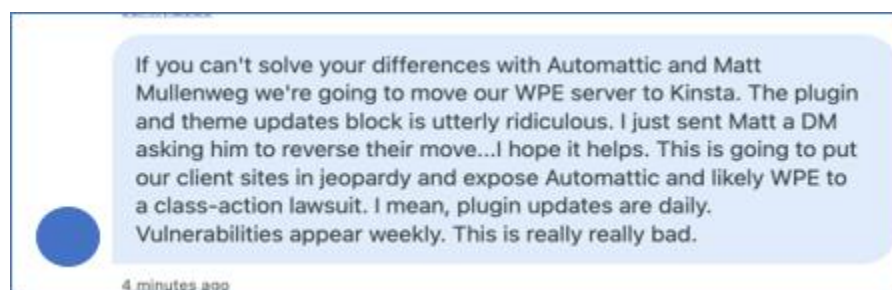 If you can't solve your differences with Automattic and Matt
Mullenweg we're going to move our WPE server to Kinsta. The plugin
and theme updates block is utterly ridiculous. I just sent Matt a DM
asking him to reverse their move...I hope it helps. This is going to put
our client sites in jeopardy and expose Automattic and likely WPE to
a class-action lawsuit. I mean, plugin updates are daily.
Vulnerabilities appear weekly. This is really really bad.
4 minutes ago